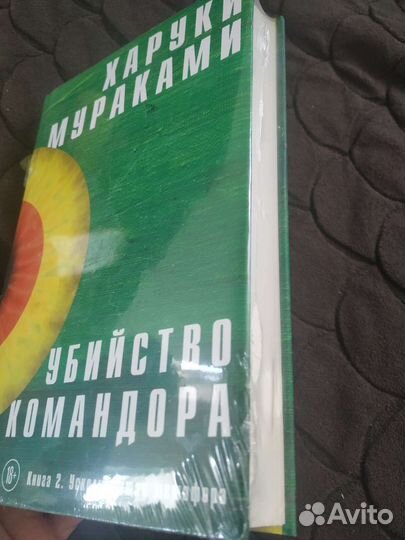 ХАРУКИ
МУРАКАМИ
УБИЙСТВО
КОМАНДОРА
18+
Книга 2.
Avito